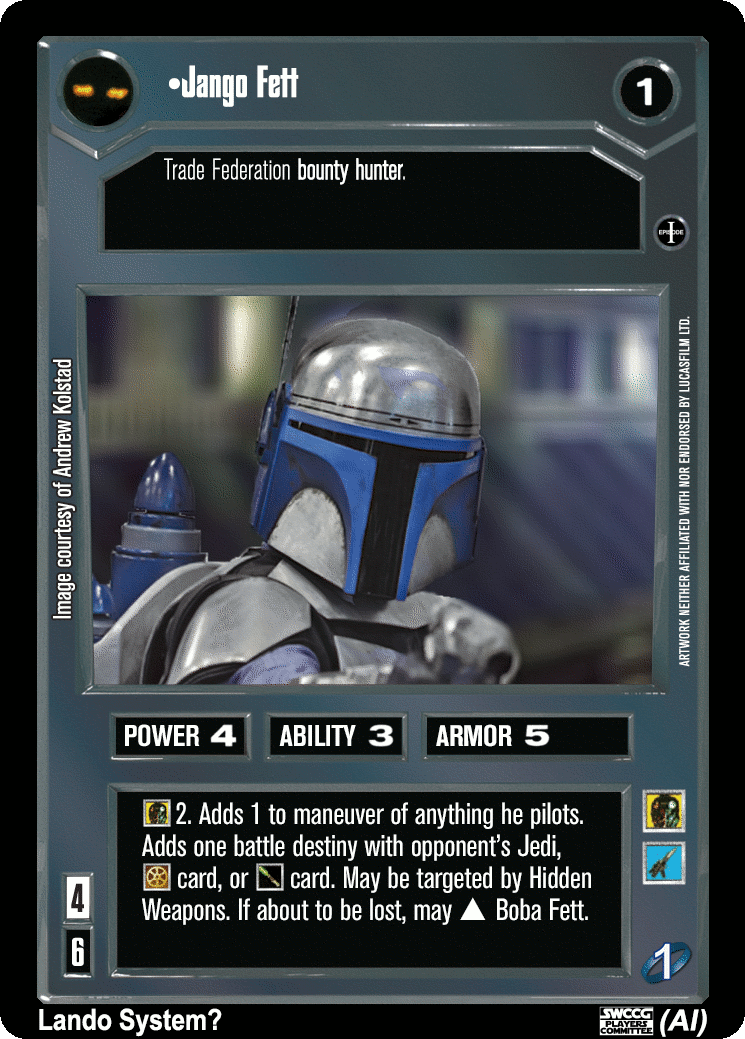 •Jango Fett
1
Trade Federation bounty hunter.
EPISODE
I
Image courtesy of Andrew Kolstad
ARTWORK NEITHER AFFILIATED WITH NOR ENDORSED BY LUCASFILM LTD.
POWER 4
ABILITY 3
ARMOR 5
2. Adds 1 to maneuver of anything he pilots.
Adds one battle destiny with opponent’s Jedi,
card, or card. May be targeted by Hidden
Weapons. If about to be lost, may ▲ Boba Fett.
4
6
1
Lando System?
SWCCG
PLAYERS
COMMITTEE
(AI)